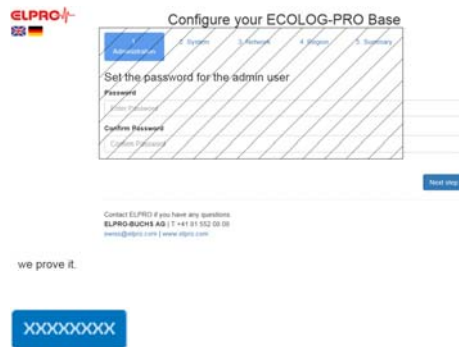 ELPRO
Configure your ECOLOG-PRO Base
1. Administration
2. System
3. Network
4. Region
5. Summary
Set the password for the admin user
Password
Enter Password
Confirm Password
Confirm Password
Next step
Contact ELPRO if you have any questions
ELPRO-BUCHS AG | T +41 81 552 08 08
swiss@elpro.com | www.elpro.com
we prove it.
XXXXXXXX